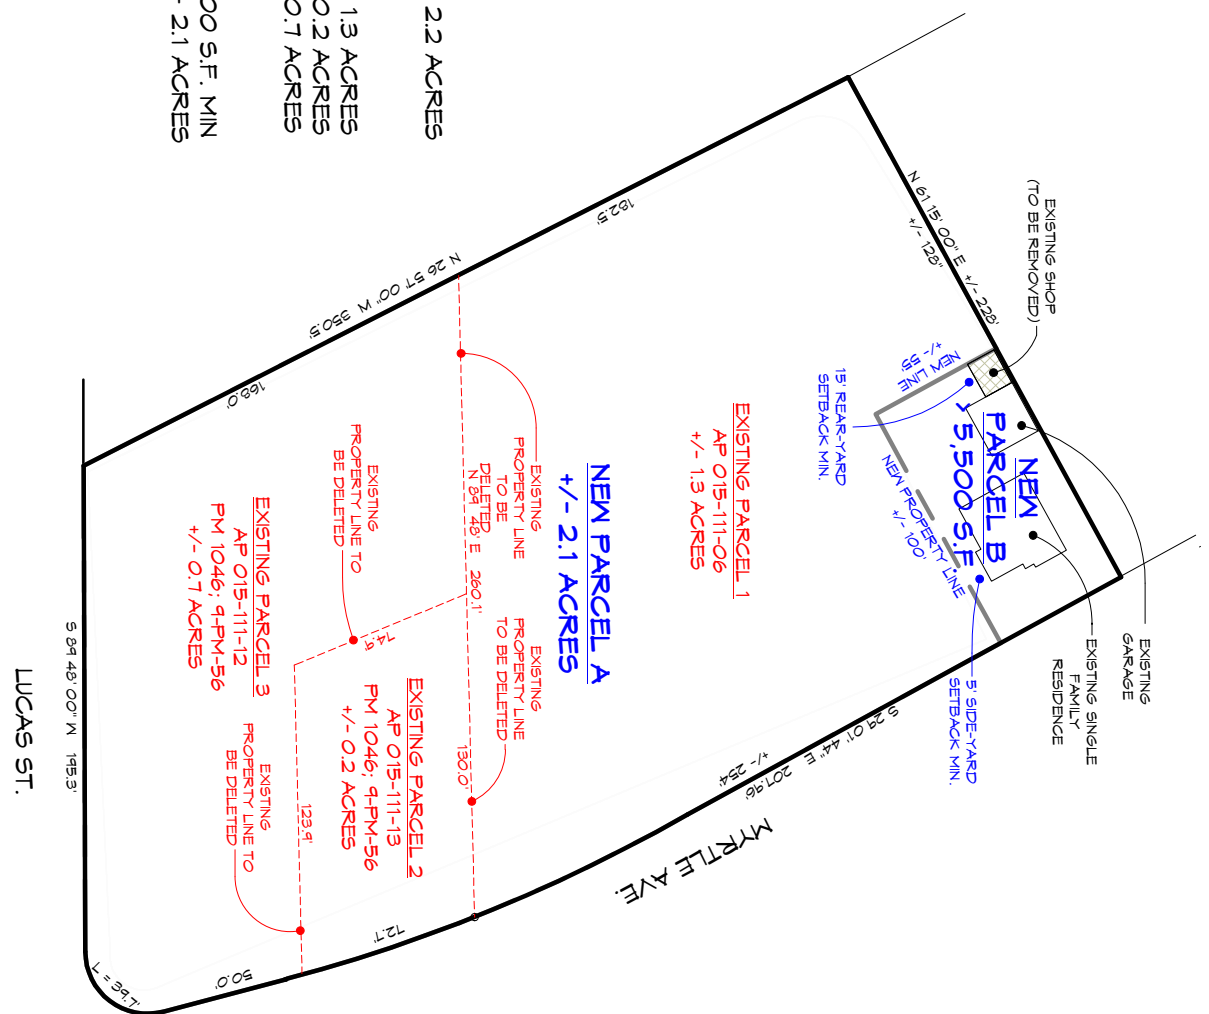 2.2 ACRES
1.3 ACRES
0.2 ACRES
0.7 ACRES
00 S.F. MIN
- 2.1 ACRES
EXISTING SHOP
(TO BE REMOVED)
N 61 15' 00" E +/- 228'
+/- 128"
EXISTING
GARAGE
EXISTING SINGLE
FAMILY
RESIDENCE
NEW
PARCEL B
> 5,500 S.F.
NEW LINE
+/- 55'
5' SIDE-YARD
SETBACK MIN.
NEW PROPERTY LINE
+/- 100'
15' REAR-YARD
SETBACK MIN.
EXISTING PARCEL 1
AP 015-111-06
+/- 1.3 ACRES
NEW PARCEL A
+/- 2.1 ACRES
182.5'
N 26 57' 00" W 350.5'
168.0'
S 29 01' 44" E 207.96'
+/- 254'
MYRTLE AVE.
EXISTING
PROPERTY LINE
TO BE
DELETED
N 89 48' E 260.1'
EXISTING
PROPERTY LINE
TO BE DELETED
130.0'
EXISTING
PROPERTY LINE TO
BE DELETED
74.9'
EXISTING PARCEL 2
AP 015-111-13
PM 1046; 9-PM-56
+/- 0.2 ACRES
72.7'
123.9'
EXISTING PARCEL 3
AP 015-111-12
PM 1046; 9-PM-56
+/- 0.7 ACRES
EXISTING
PROPERTY LINE TO
BE DELETED
50.0'
L = 39.7'
S 89 48' 00" W 195.3'
LUCAS ST.